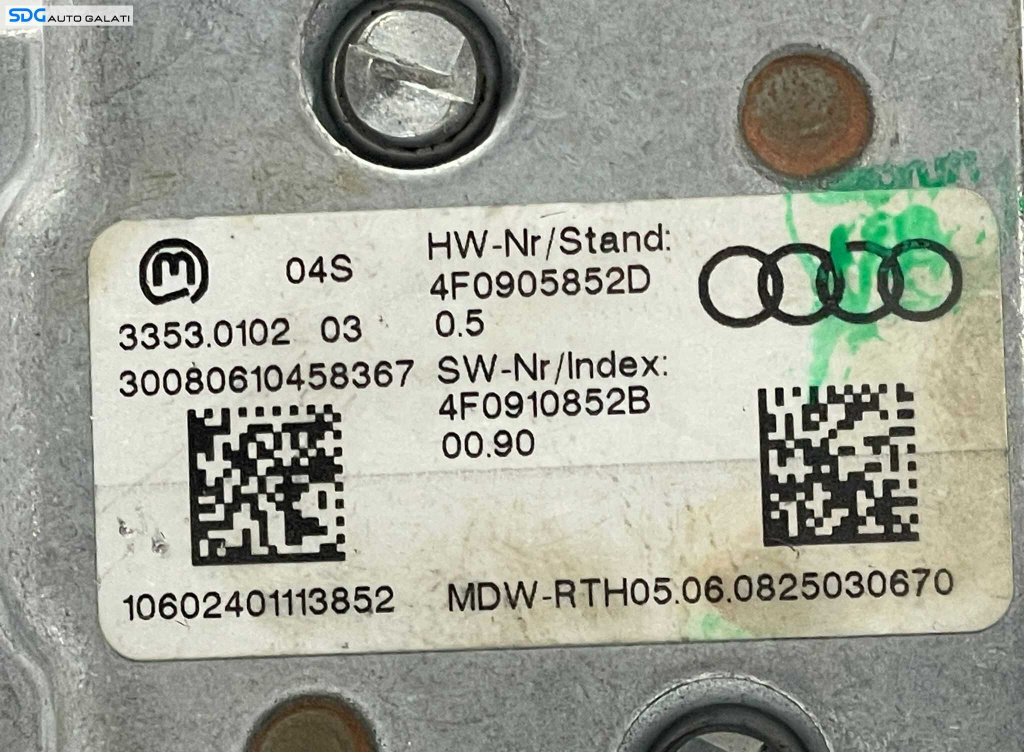 SDG AUTO GALATI
M 04S
3353.0102 03
30080610458367
HW-Nr/Stand:
4F0905852D
0.5
SW-Nr/Index:
4F0910852B
00.90
10602401113852
MDW-RTH05.06.0825030670